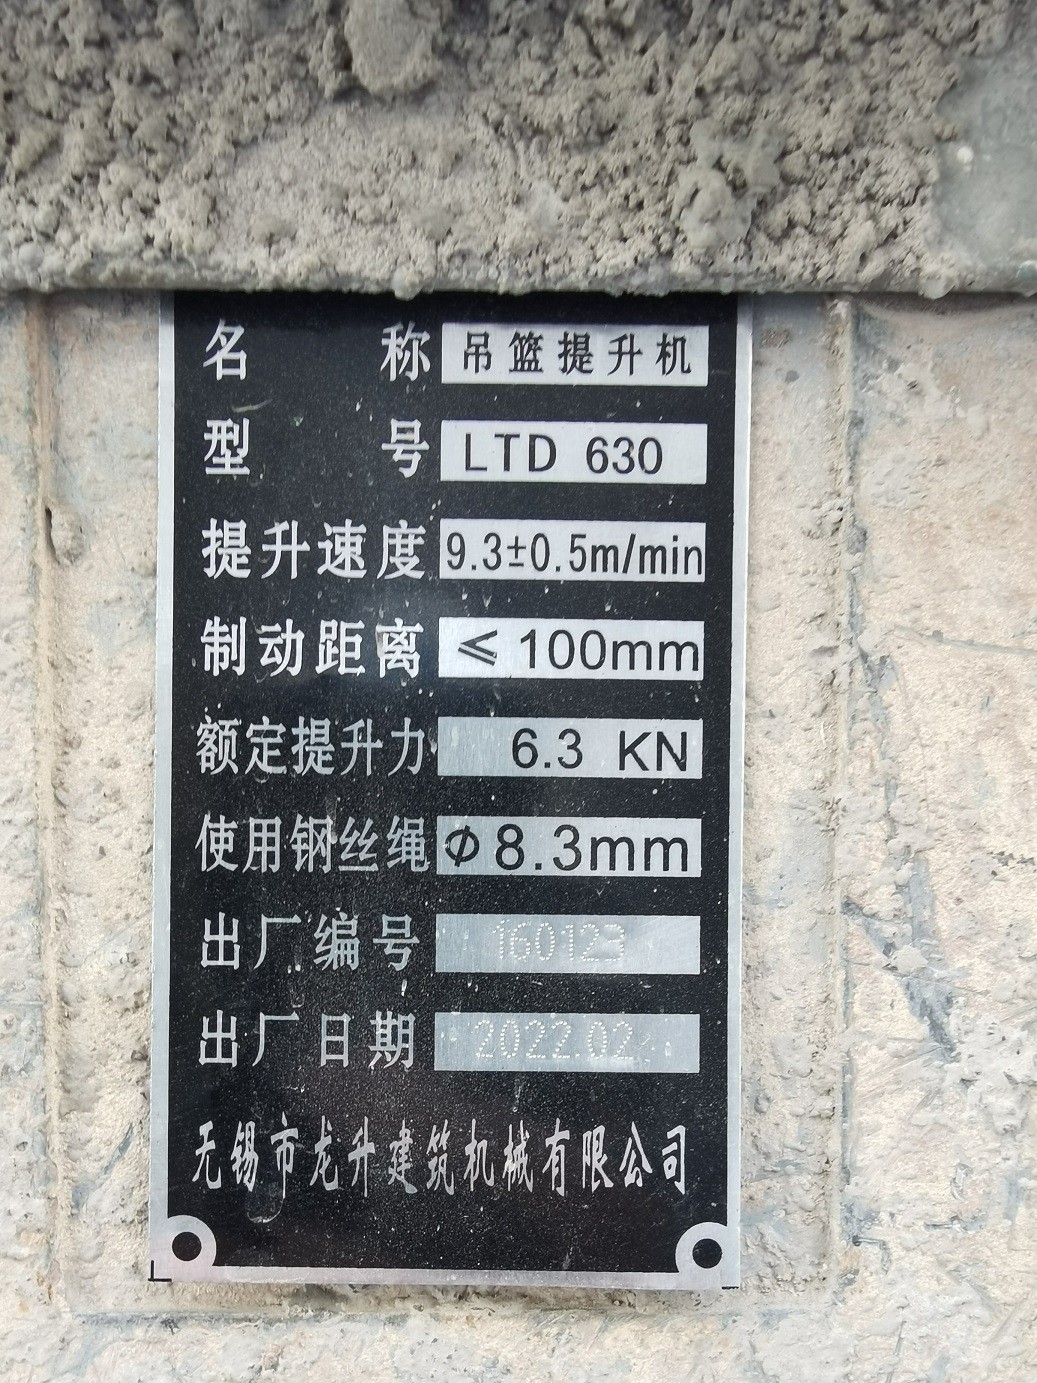 名称 吊篮提升机
型号 LTD 630
提升速度 9.3±0.5m/min
制动距离 ≤100mm
额定提升力 6.3 KN
使用钢丝绳 Φ8.3mm
出厂编号 160123
出厂日期 2022.02
无锡市龙升建筑机械有限公司